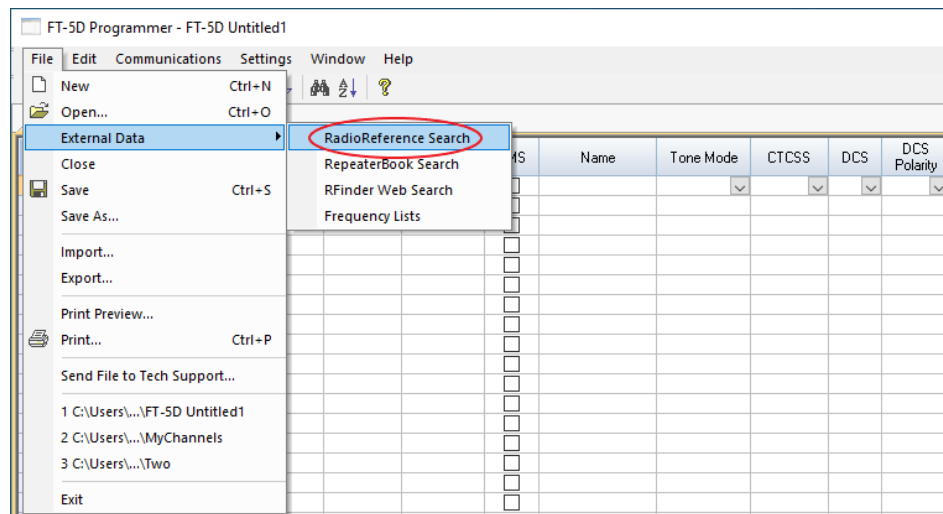 FT-5D Programmer - FT-5D Untitled1
File Edit Communications Settings Window Help
New Ctrl+N
Open... Ctrl+O
External Data
RadioReference Search
RepeaterBook Search
RFinder Web Search
Frequency Lists
MS Name Tone Mode CTCSS DCS DCS Polarity
Close
Save Ctrl+S
Save As...
Import...
Export...
Print Preview...
Print... Ctrl+P
Send File to Tech Support...
1 C:\Users\...\FT-5D Untitled1
2 C:\Users\...\MyChannels
3 C:\Users\...\Two
Exit